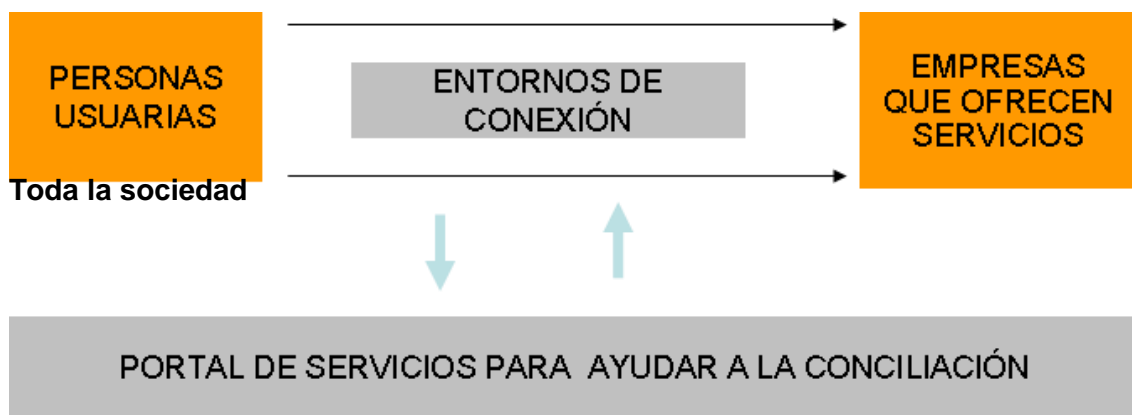 PERSONAS
USUARIAS
Toda la sociedad
ENTORNOS DE
CONEXIÓN
EMPRESAS
QUE OFRECEN
SERVICIOS
PORTAL DE SERVICIOS PARA AYUDAR A LA CONCILIACIÓN